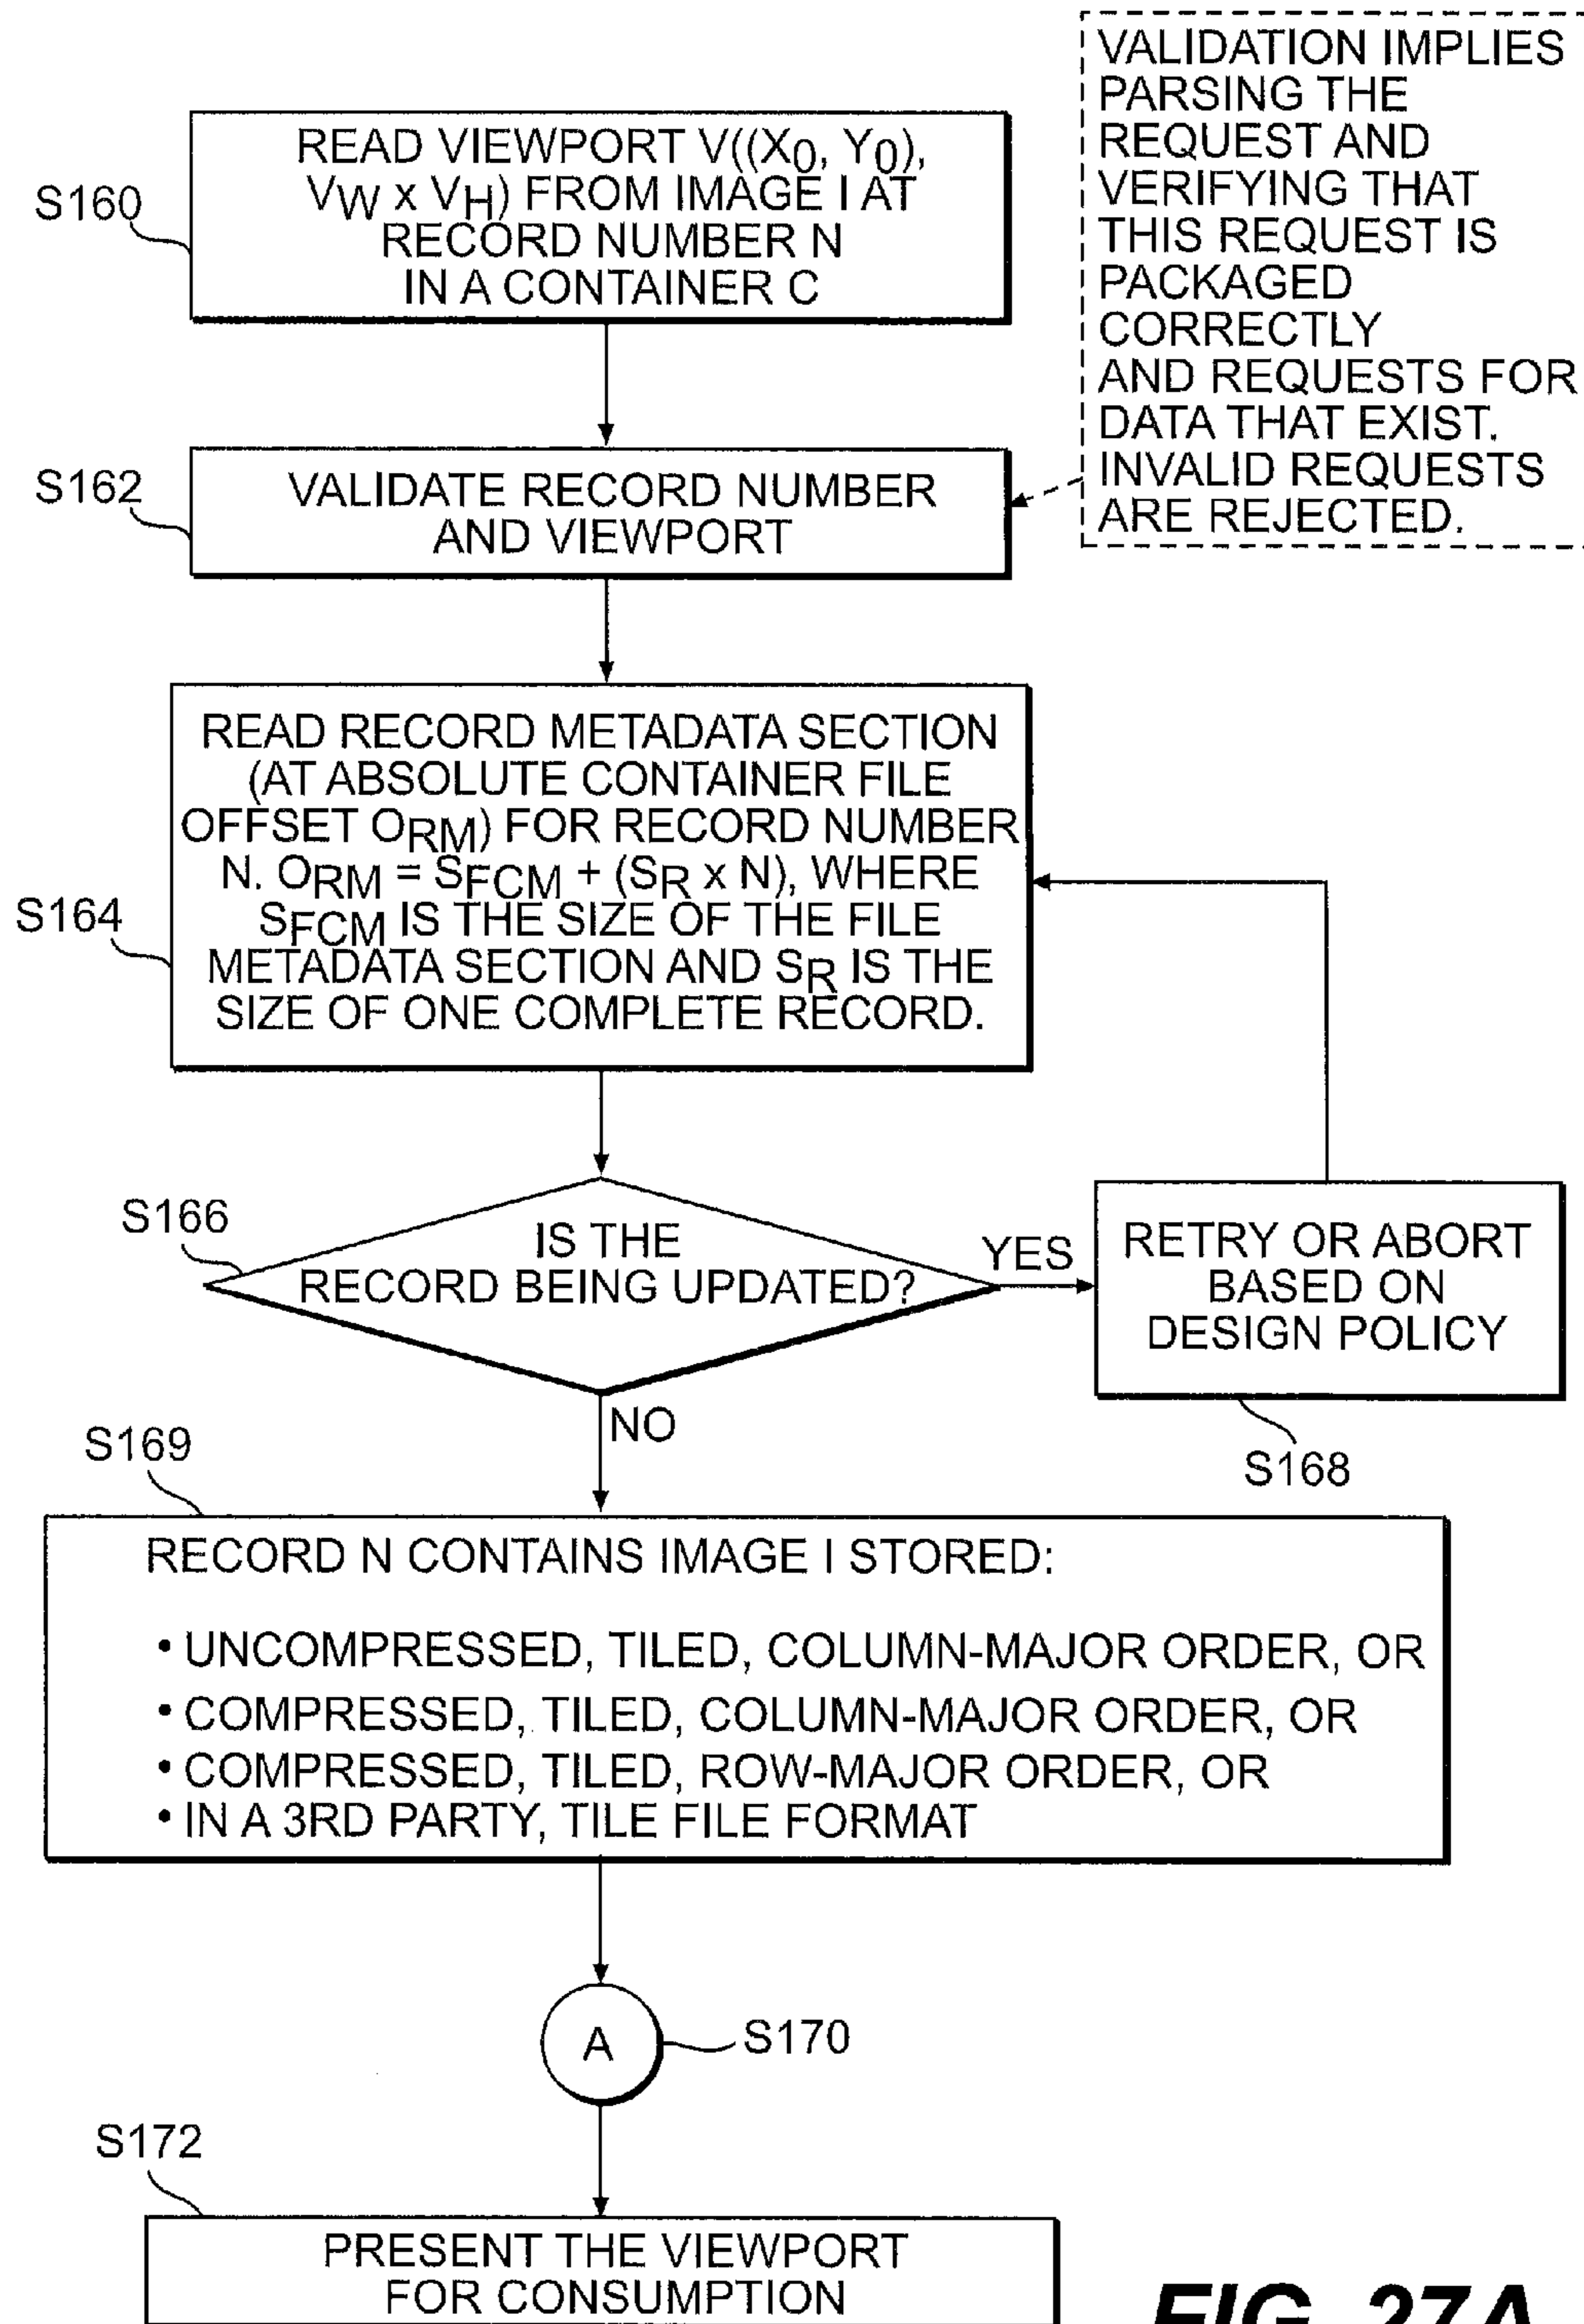 READ VIEWPORT V((X0, Y0),
VW x VH) FROM IMAGE I AT
RECORD NUMBER N
IN A CONTAINER C
S160
VALIDATION IMPLIES
PARSING THE
REQUEST AND
VERIFYING THAT
THIS REQUEST IS
PACKAGED
CORRECTLY
AND REQUESTS FOR
DATA THAT EXIST.
INVALID REQUESTS
ARE REJECTED.
S162
VALIDATE RECORD NUMBER
AND VIEWPORT
READ RECORD METADATA SECTION
(AT ABSOLUTE CONTAINER FILE
OFFSET ORM) FOR RECORD NUMBER
N. ORM = SFCM + (SR x N), WHERE
SFCM IS THE SIZE OF THE FILE
METADATA SECTION AND SR IS THE
SIZE OF ONE COMPLETE RECORD.
S164
S166
IS THE
RECORD BEING UPDATED?
YES
RETRY OR ABORT
BASED ON
DESIGN POLICY
S168
NO
S169
RECORD N CONTAINS IMAGE I STORED:
• UNCOMPRESSED, TILED, COLUMN-MAJOR ORDER, OR
• COMPRESSED, TILED, COLUMN-MAJOR ORDER, OR
• COMPRESSED, TILED, ROW-MAJOR ORDER, OR
• IN A 3RD PARTY, TILE FILE FORMAT
A
S170
S172
PRESENT THE VIEWPORT
FOR CONSUMPTION
FIG. 27A